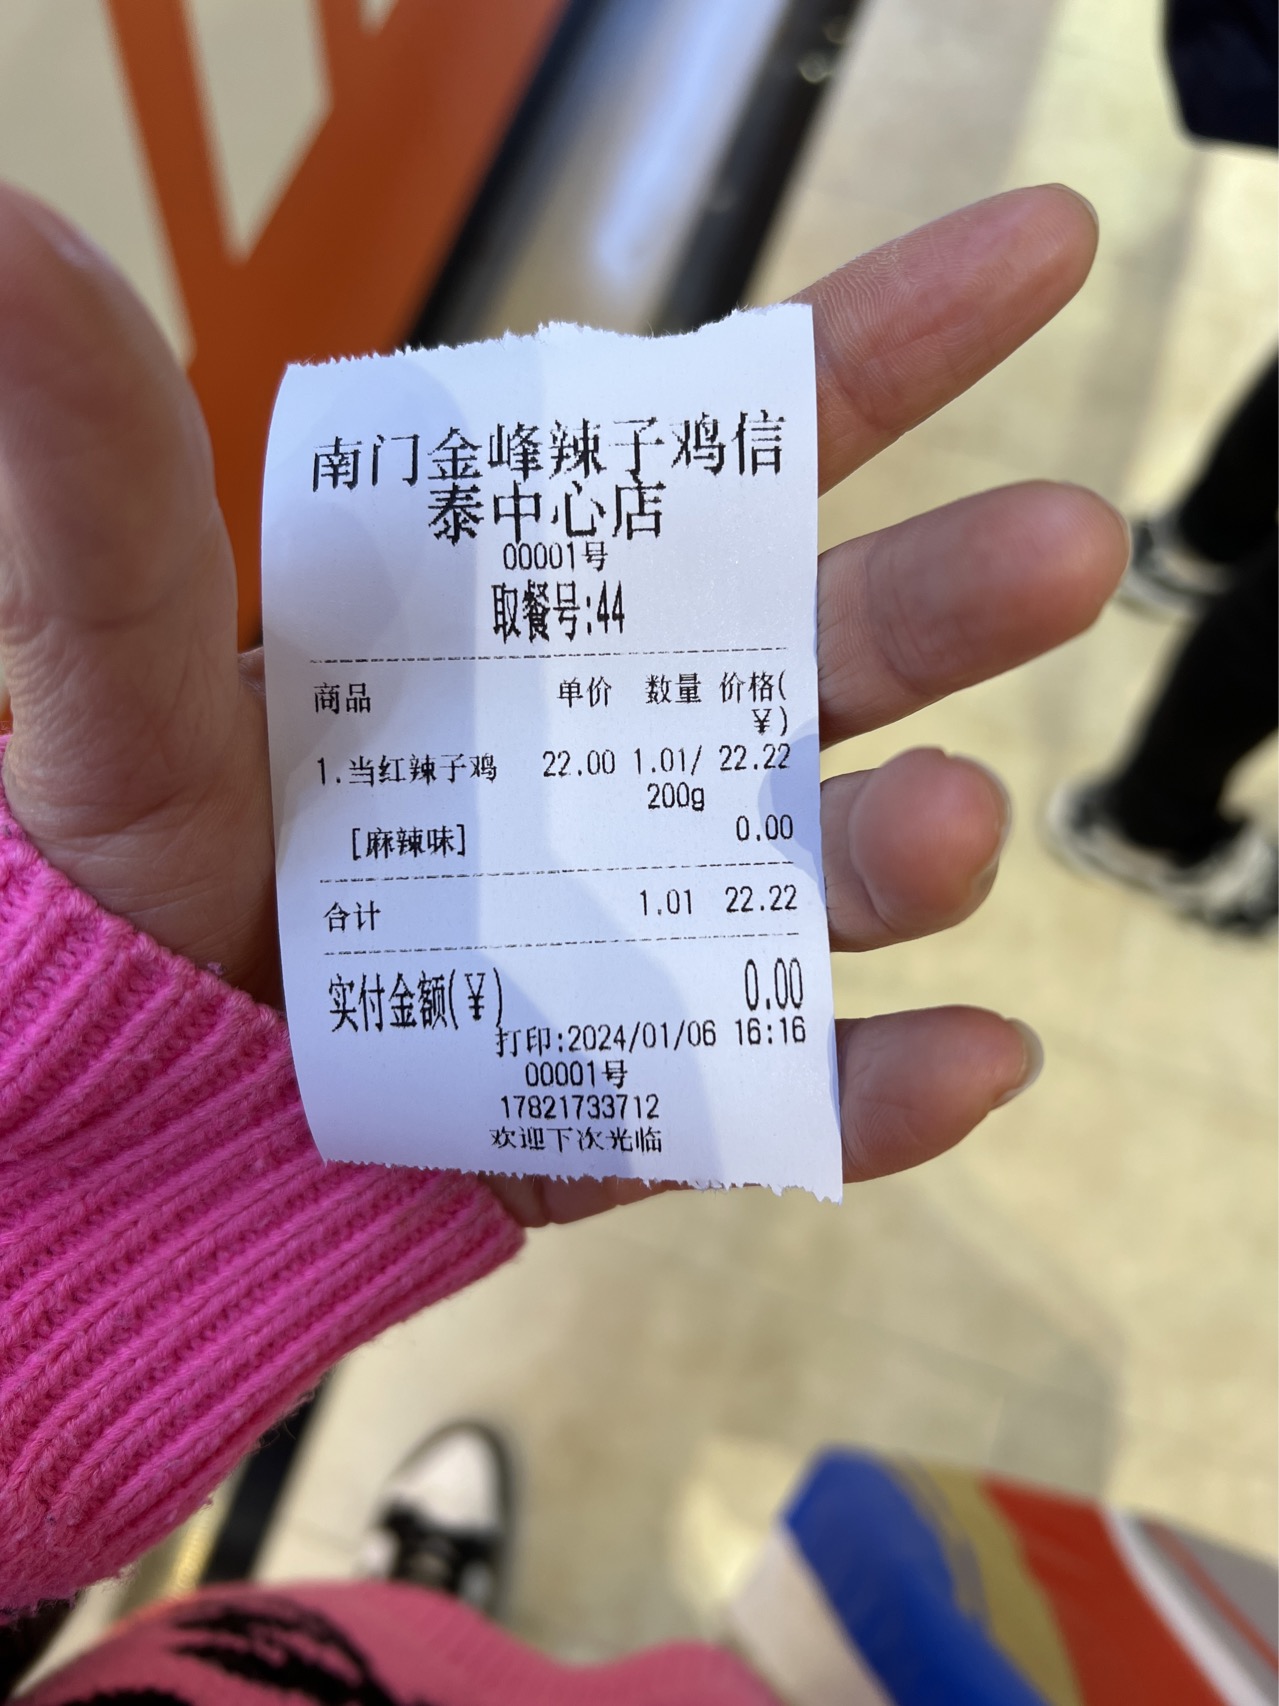 南门金峰辣子鸡信
泰中心店
00001号
取餐号:44
商品 单价 数量 价格(
¥)
1.当红辣子鸡 22.00 1.01/ 22.22
200g
[麻辣味] 0.00
合计 1.01 22.22
实付金额(¥) 0.00
打印:2024/01/06 16:16
00001号
17821733712
欢迎下次光临